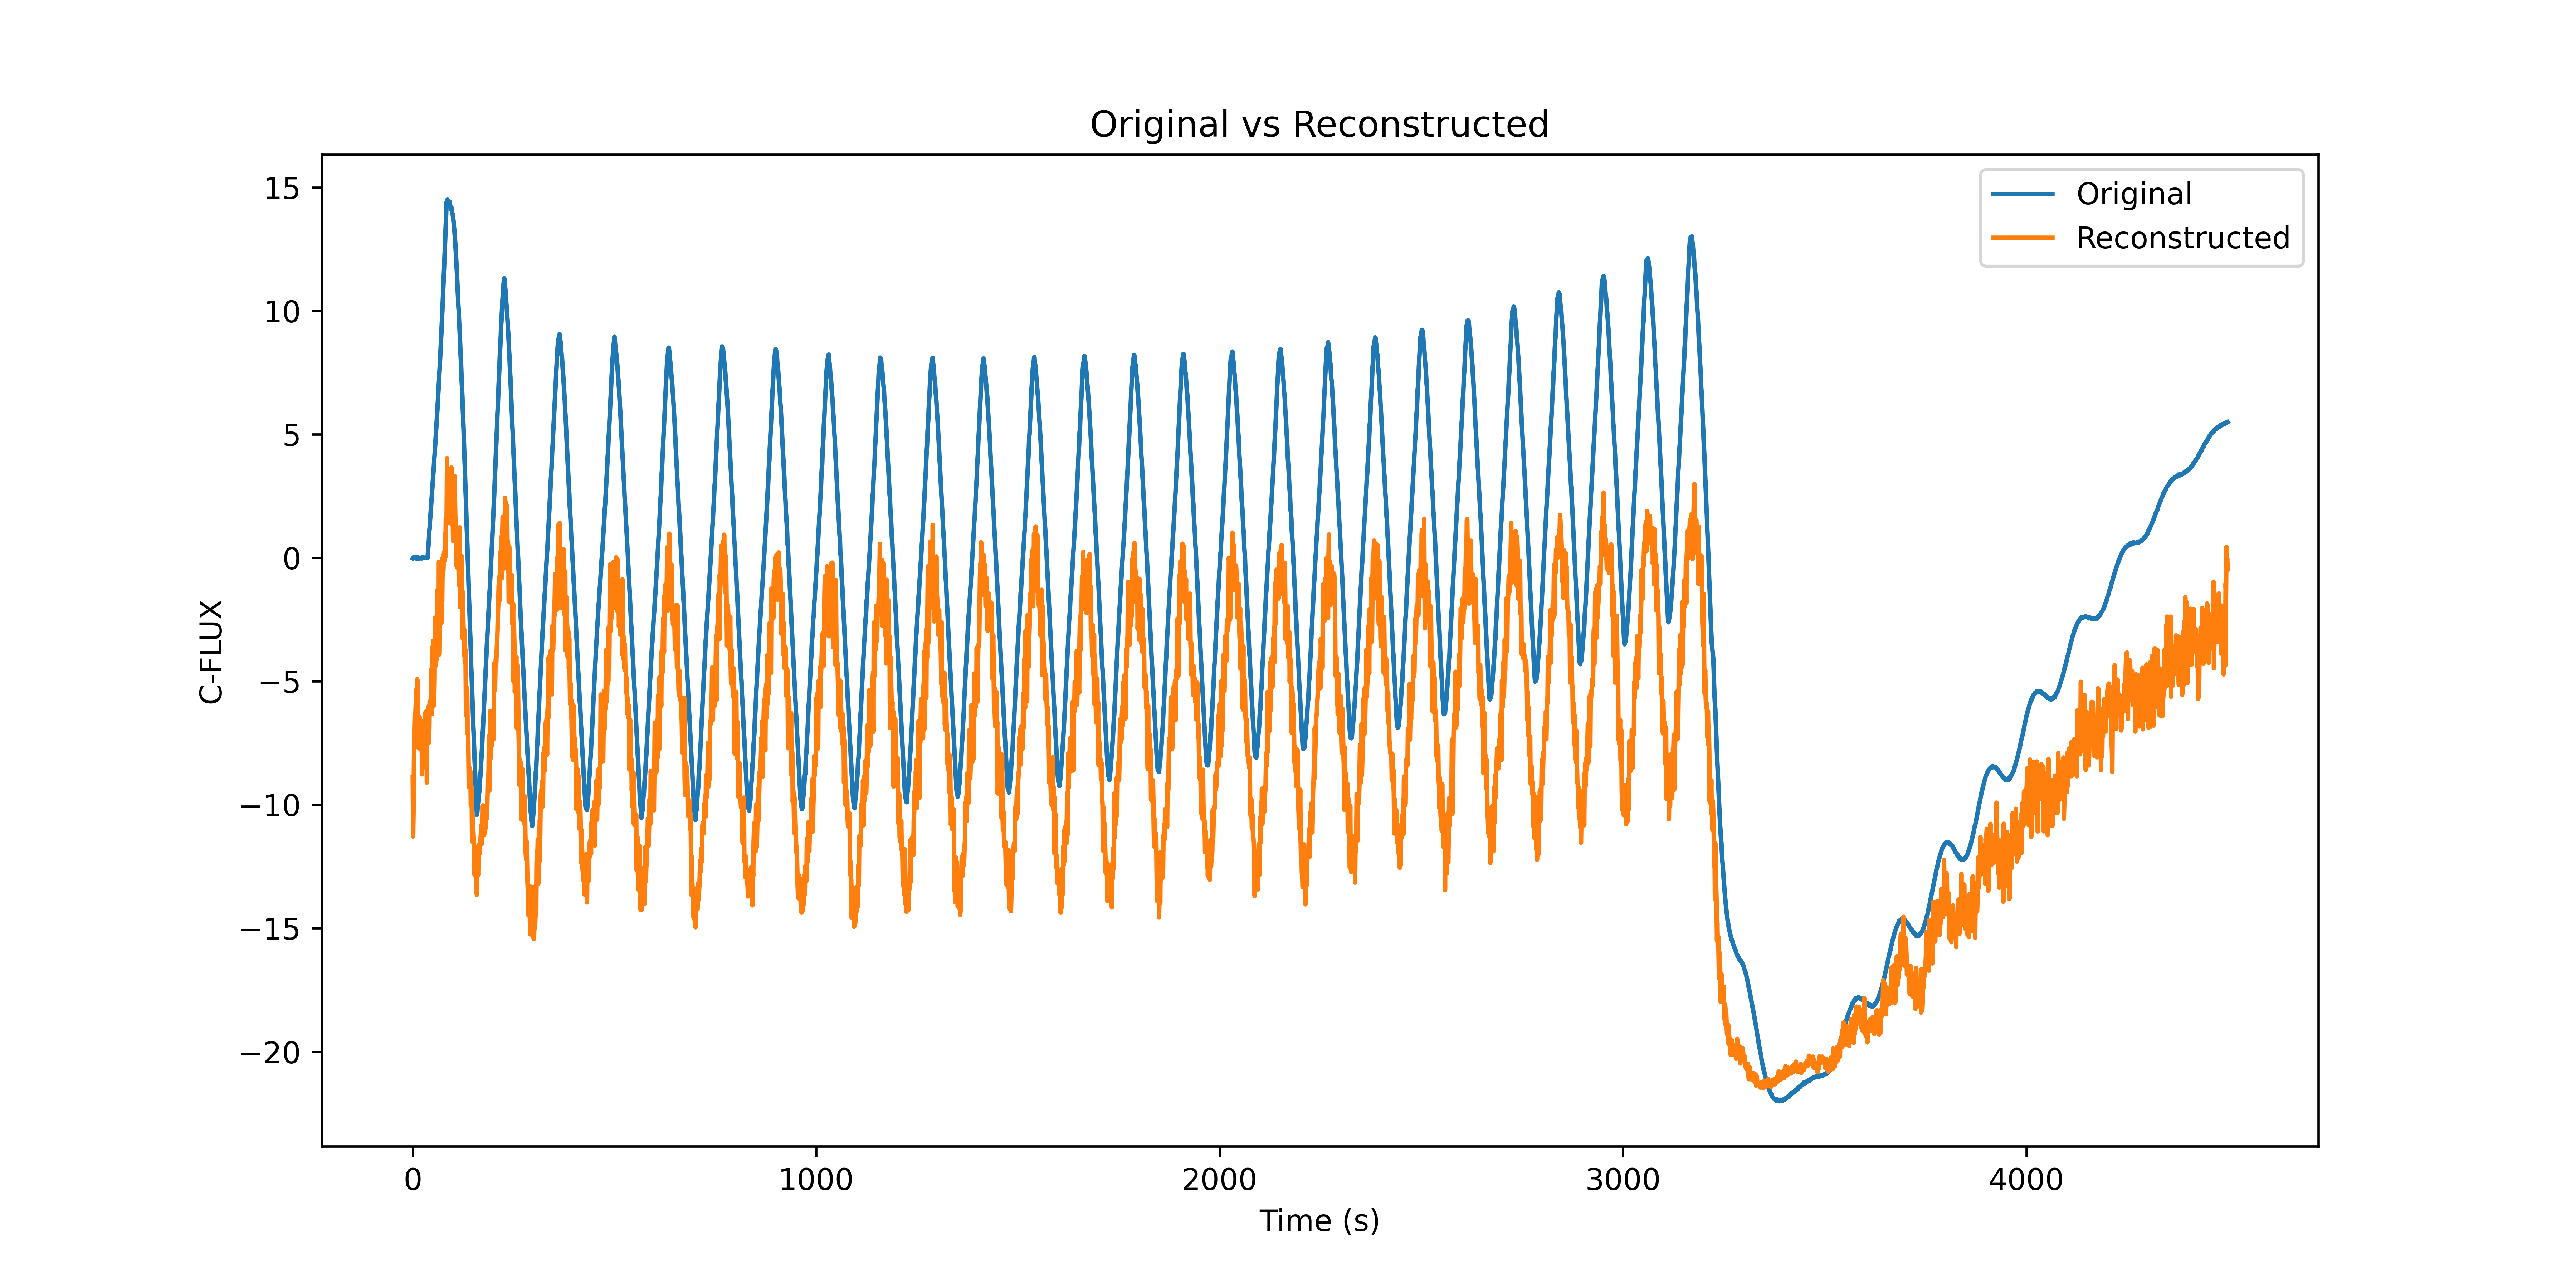 Original vs Reconstructed
Original
Reconstructed
15
10
5
0
−5
−10
−15
−20
C-FLUX
0 1000 2000 3000 4000
Time (s)